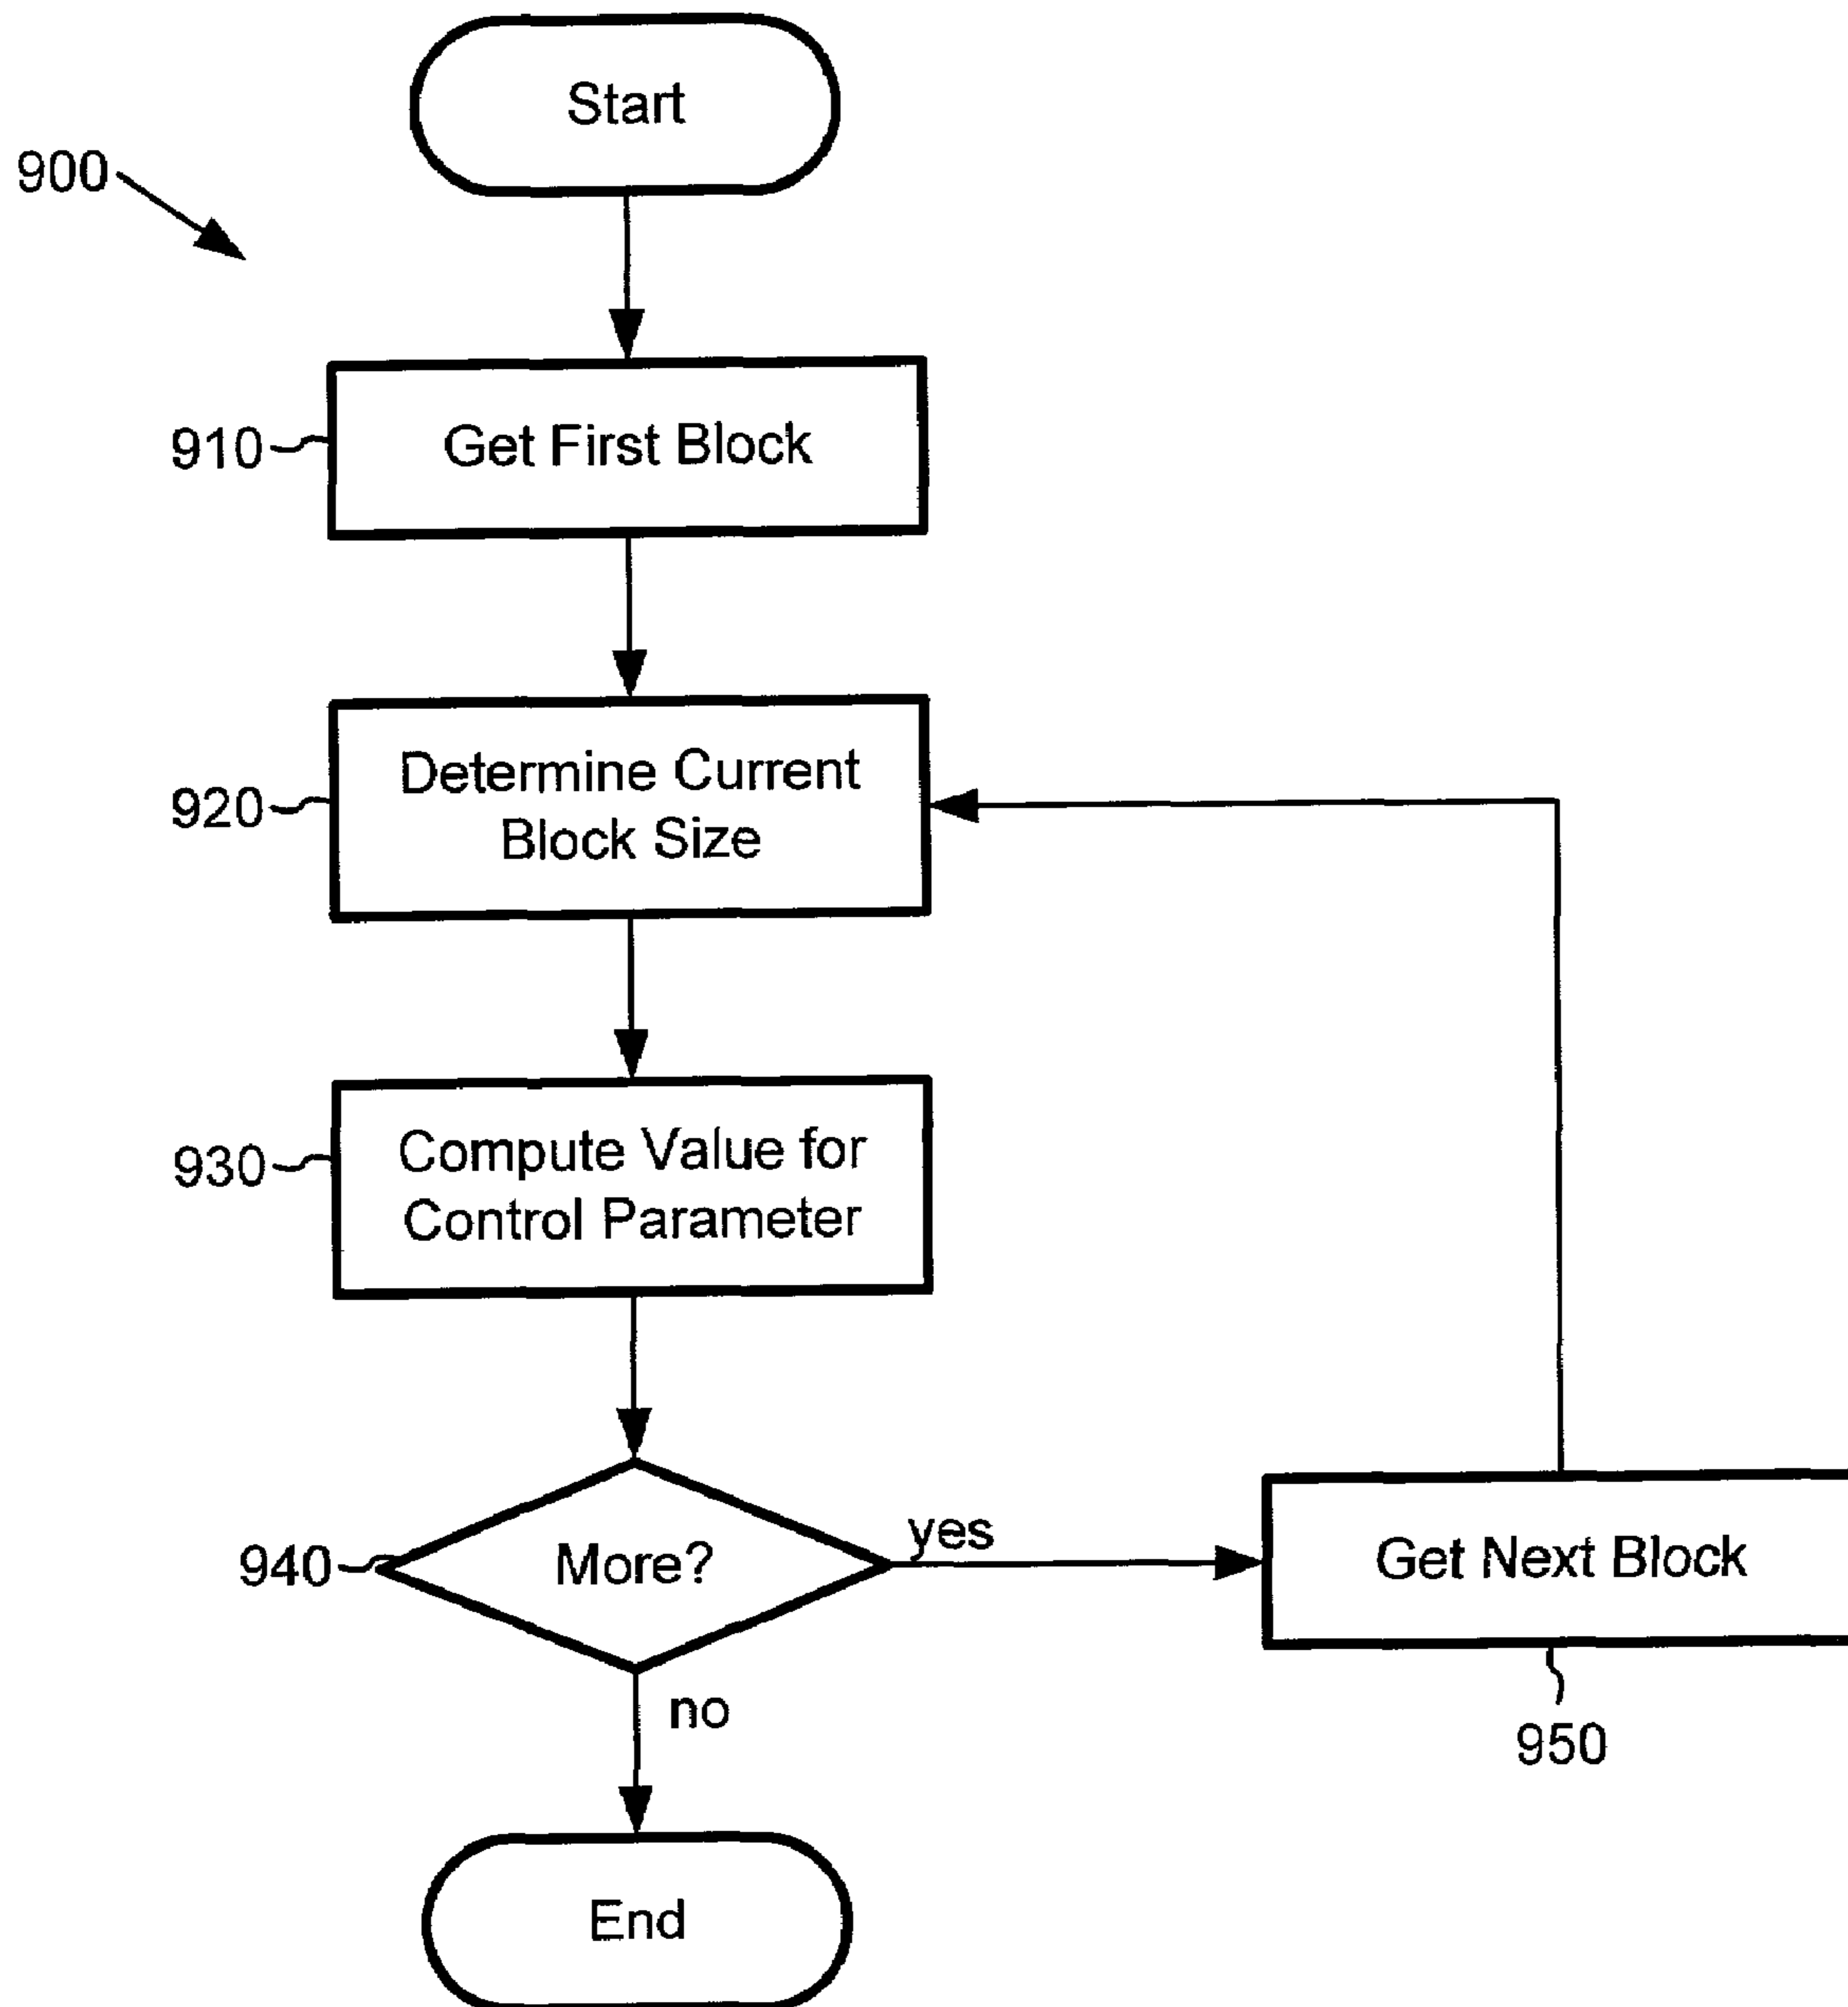 Start
900
910
Get First Block
920
Determine Current
Block Size
930
Compute Value for
Control Parameter
940
More?
yes
Get Next Block
950
no
End